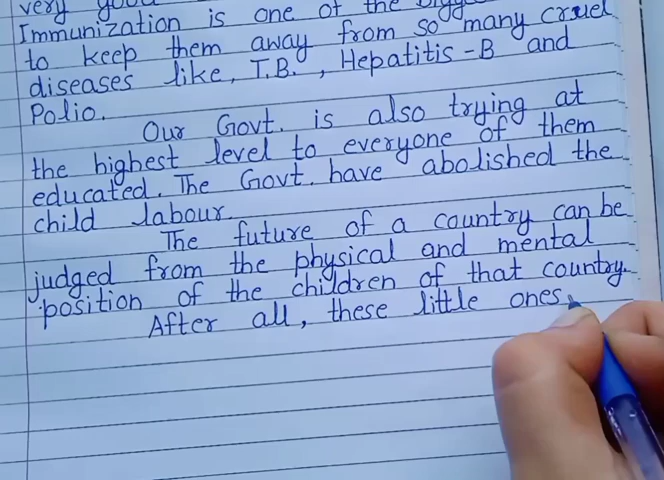 very good
Immunization is one of the bigg
to keep them away from so many cruel
diseases like, T.B., Hepatitis-B and
Polio.
Our Govt. is also trying at
the highest level to everyone of them
educated. The Govt. have abolished the
child labour.
The future of a country can be
judged from the physical and mental
position of the children of that country.
After all, these little ones